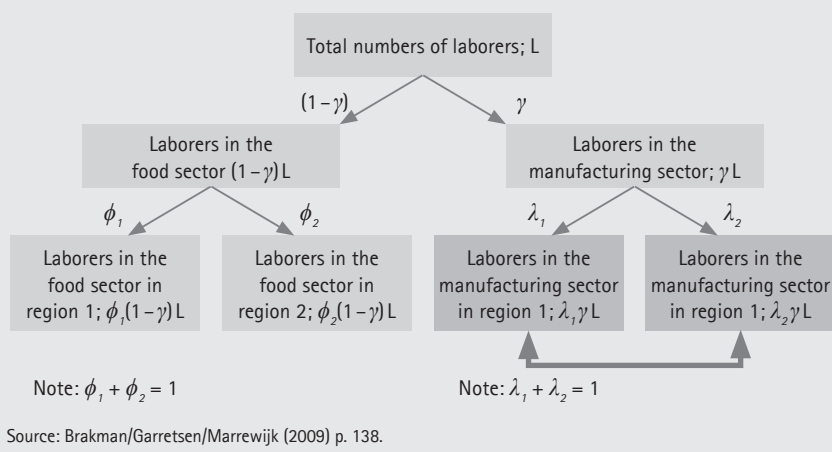 Total numbers of laborers; L
(1–γ)
γ
Laborers in the
food sector (1–γ) L
Laborers in the
manufacturing sector; γ L
ϕ₁
ϕ₂
λ₁
λ₂
Laborers in the
food sector in
region 1; ϕ₁(1–γ) L
Laborers in the
food sector in
region 2; ϕ₂(1–γ) L
Laborers in the
manufacturing sector
in region 1; λ₁γ L
Laborers in the
manufacturing sector
in region 1; λ₂γ L
Note: ϕ₁ + ϕ₂ = 1
Note: λ₁ + λ₂ = 1
Source: Brakman/Garretsen/Marrewijk (2009) p. 138.